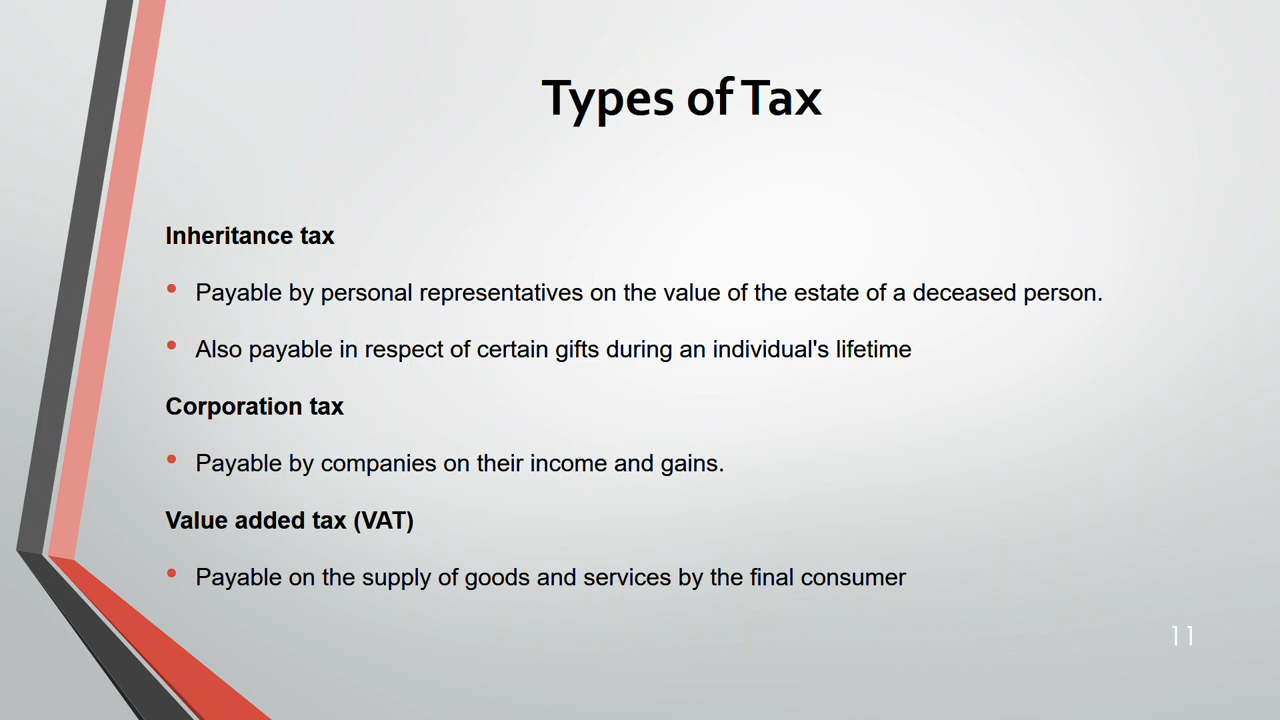 Types of Tax
Inheritance tax
• Payable by personal representatives on the value of the estate of a deceased person.
• Also payable in respect of certain gifts during an individual's lifetime
Corporation tax
• Payable by companies on their income and gains.
Value added tax (VAT)
• Payable on the supply of goods and services by the final consumer
11